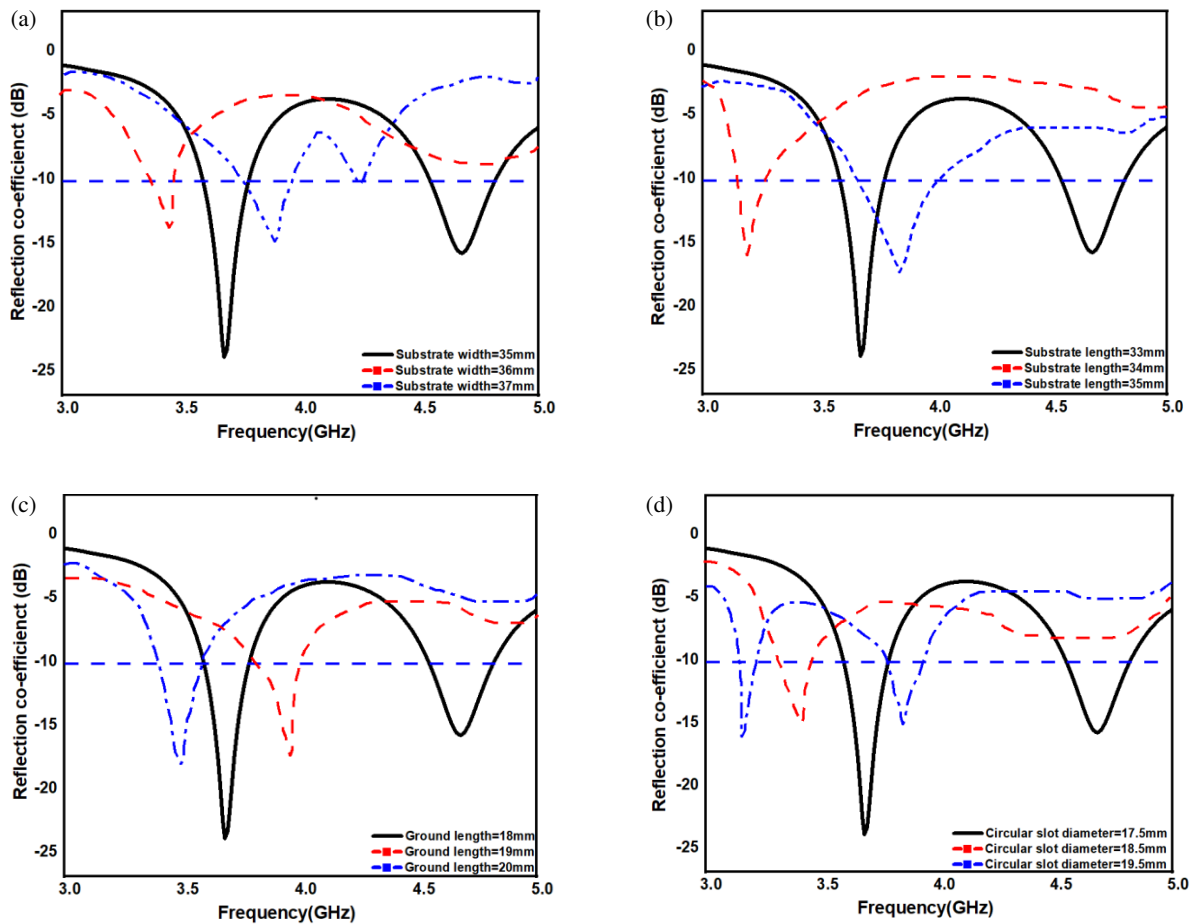 (a)
Reflection co-efficienct (dB)
0
-5
-10
-15
-20
-25
Substrate width=35mm
Substrate width=36mm
Substrate width=37mm
3.0 3.5 4.0 4.5 5.0
Frequency(GHz)
(b)
Reflection co-efficienct (dB)
0
-5
-10
-15
-20
-25
Substrate length=33mm
Substrate length=34mm
Substrate length=35mm
3.0 3.5 4.0 4.5 5.0
Frequency(GHz)
(c)
Reflection co-efficienct (dB)
0
-5
-10
-15
-20
-25
Ground length=18mm
Ground length=19mm
Ground length=20mm
3.0 3.5 4.0 4.5 5.0
Frequency(GHz)
(d)
Reflection co-efficienct (dB)
0
-5
-10
-15
-20
-25
Circular slot diameter=17.5mm
Circular slot diameter=18.5mm
Circular slot diameter=19.5mm
3.0 3.5 4.0 4.5 5.0
Frequency(GHz)